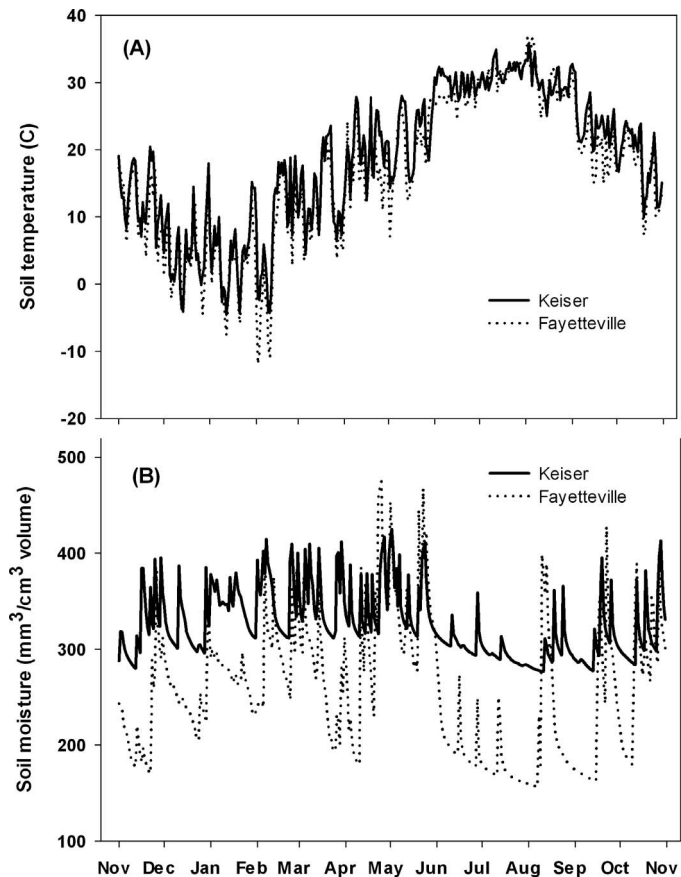 40
(A)
30
20
10
0
-10
-20
Soil temperature (C)
Keiser
Fayetteville
500
(B)
400
300
200
100
Soil moisture (mm³/cm³ volume)
Keiser
Fayetteville
Nov Dec Jan Feb Mar Apr May Jun Jul Aug Sep Oct Nov